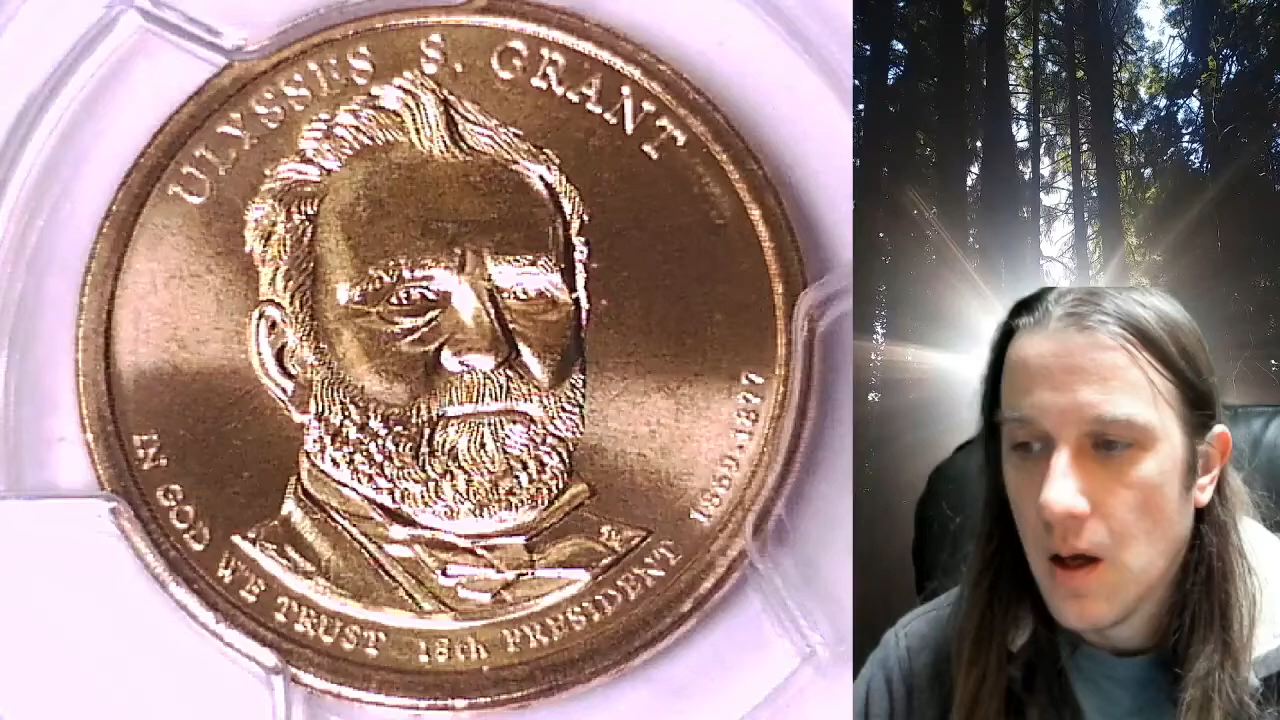 ULYSSES S. GRANT
IN GOD WE TRUST
18th PRESIDENT
1869-1877